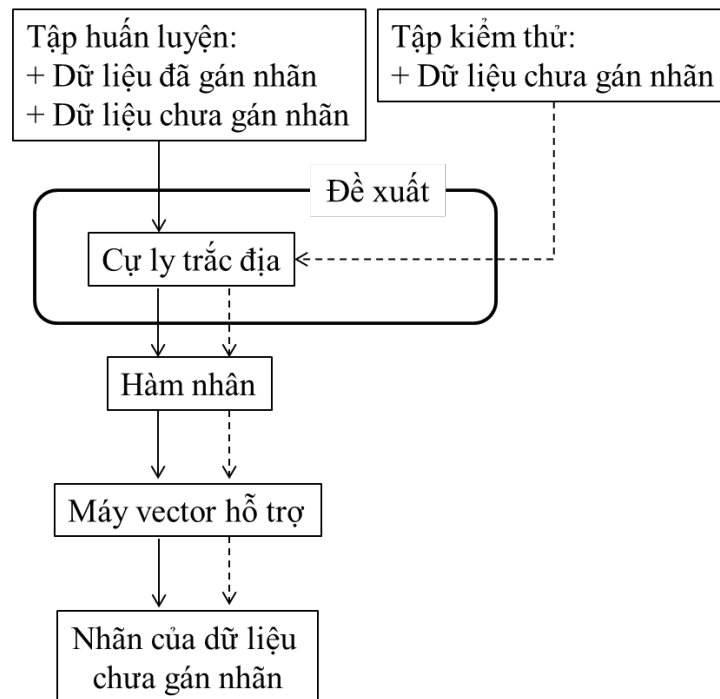 Tập huấn luyện:
+ Dữ liệu đã gán nhãn
+ Dữ liệu chưa gán nhãn
Tập kiểm thử:
+ Dữ liệu chưa gán nhãn
Đề xuất
Cự ly trắc địa
Hàm nhân
Máy vector hỗ trợ
Nhãn của dữ liệu
chưa gán nhãn